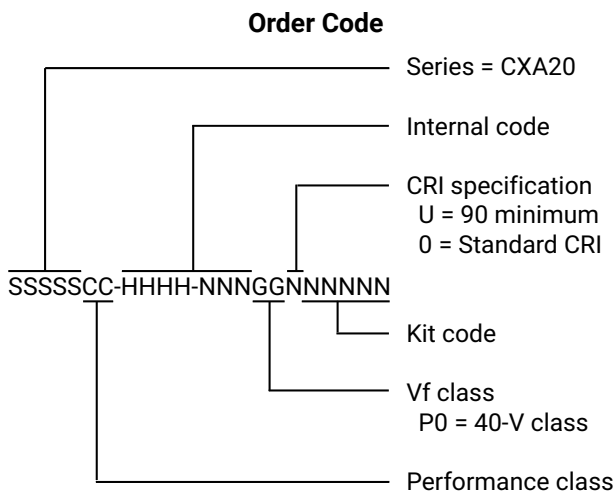 Order Code
Series = CXA20
Internal code
CRI specification
U = 90 minimum
0 = Standard CRI
SSSSSCC-HHHH-NNNGGNNNNNN
Kit code
Vf class
P0 = 40-V class
Performance class